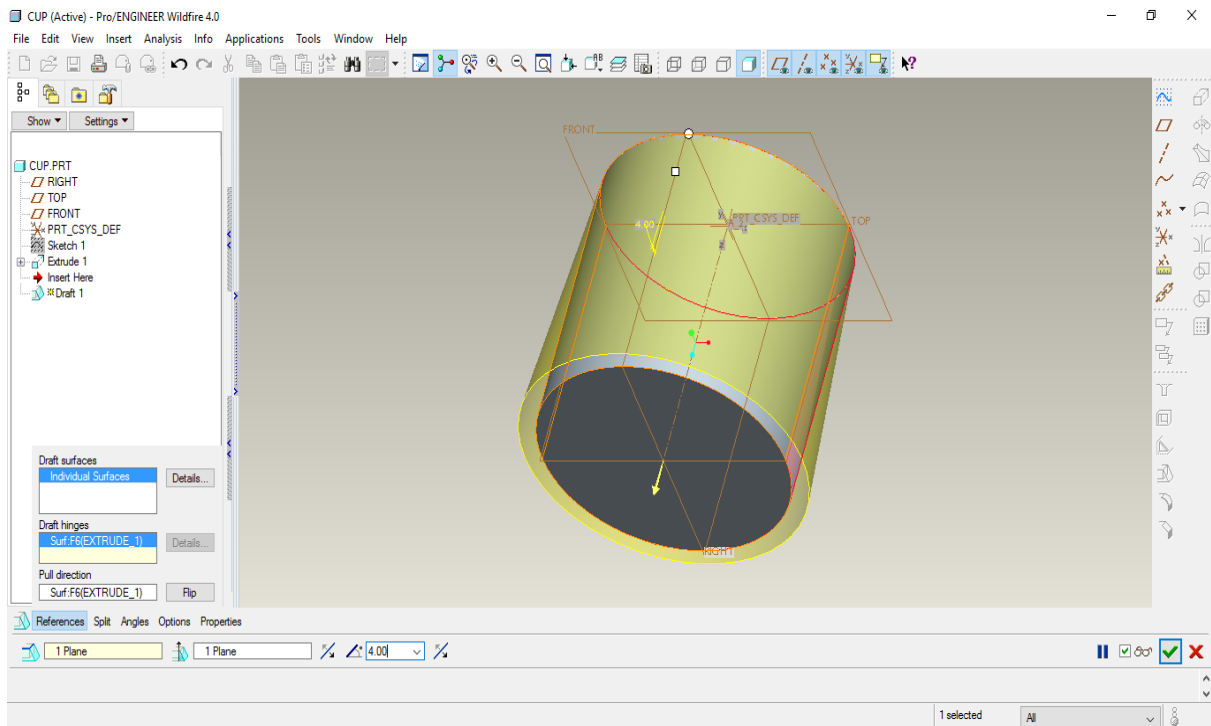 CUP (Active) - Pro/ENGINEER Wildfire 4.0
File Edit View Insert Analysis Info Applications Tools Window Help
Show Settings
CUP.PRT
RIGHT
TOP
FRONT
PRT_CSYS_DEF
Sketch 1
Extrude 1
Insert Here
Draft 1
FRONT
4.00
y PRT_CSYS_DEF
TOP
z
RIGHT
Draft surfaces
Individual Surfaces Details...
Draft hinges
Surf:F6(EXTRUDE_1) Details...
Pull direction
Surf:F6(EXTRUDE_1) Flip
References Split Angles Options Properties
1 Plane 1 Plane 4.00
1 selected All